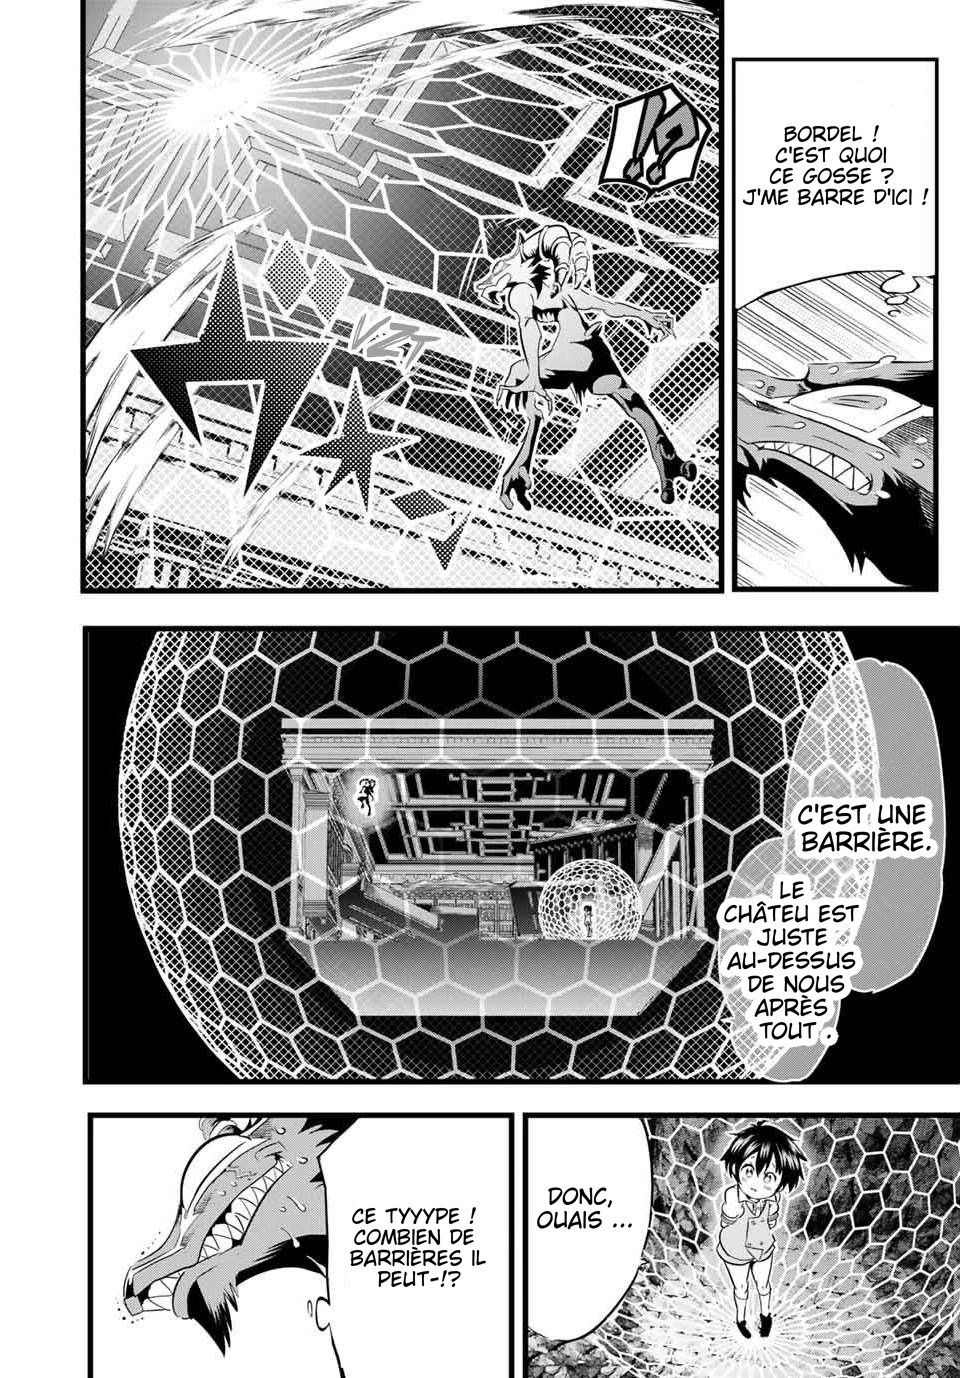 BORDEL !
C'EST QUOI
CE GOSSE ?
J'ME BARRE D'ICI !
!?
VZT
C'EST UNE
BARRIÈRE.
LE
CHÂTEU EST
JUSTE
AU-DESSUS
DE NOUS
APRÈS
TOUT .
DONC,
OUAIS ...
CE TYYYPE !
COMBIEN DE
BARRIÈRES IL
PEUT-!?